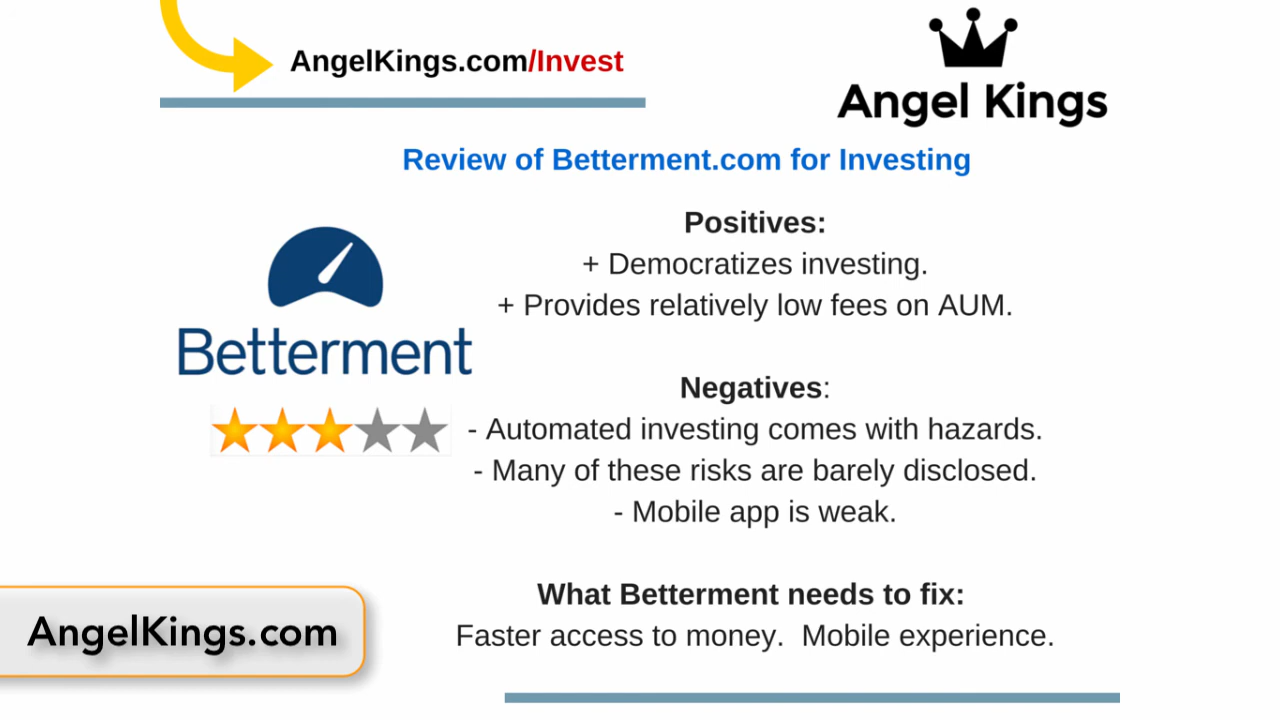 AngelKings.com/Invest
Angel Kings
Review of Betterment.com for Investing
Betterment
Positives:
+ Democratizes investing.
+ Provides relatively low fees on AUM.
Negatives:
- Automated investing comes with hazards.
- Many of these risks are barely disclosed.
- Mobile app is weak.
What Betterment needs to fix:
Faster access to money.  Mobile experience.
AngelKings.com